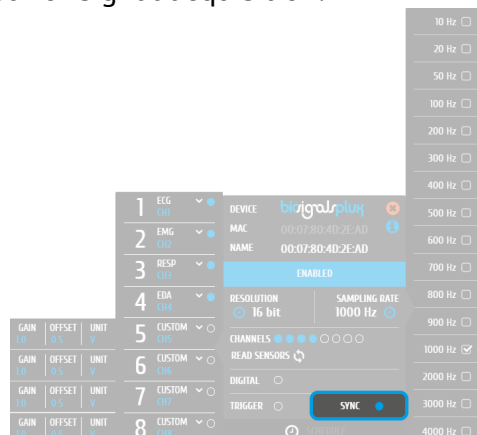 10 Hz
20 Hz
50 Hz
100 Hz
200 Hz
300 Hz
400 Hz
500 Hz
600 Hz
700 Hz
800 Hz
900 Hz
1000 Hz
2000 Hz
3000 Hz
4000 Hz
1 ECG
CH1
2 EMG
CH2
3 RESP
CH3
4 EDA
CH4
5 CUSTOM
CH5
6 CUSTOM
CH6
7 CUSTOM
CH7
8 CUSTOM
CH8
GAIN OFFSET UNIT
1.0 0.5 V
GAIN OFFSET UNIT
1.0 0.5 V
GAIN OFFSET UNIT
1.0 0.5 V
GAIN OFFSET UNIT
1.0 0.5 V
DEVICE biosignalsplux
MAC 00:07:80:4D:2E:AD
NAME 00:07:80:4D:2E:AD
ENABLED
RESOLUTION SAMPLING RATE
16 bit 1000 Hz
CHANNELS
READ SENSORS
DIGITAL
TRIGGER SYNC